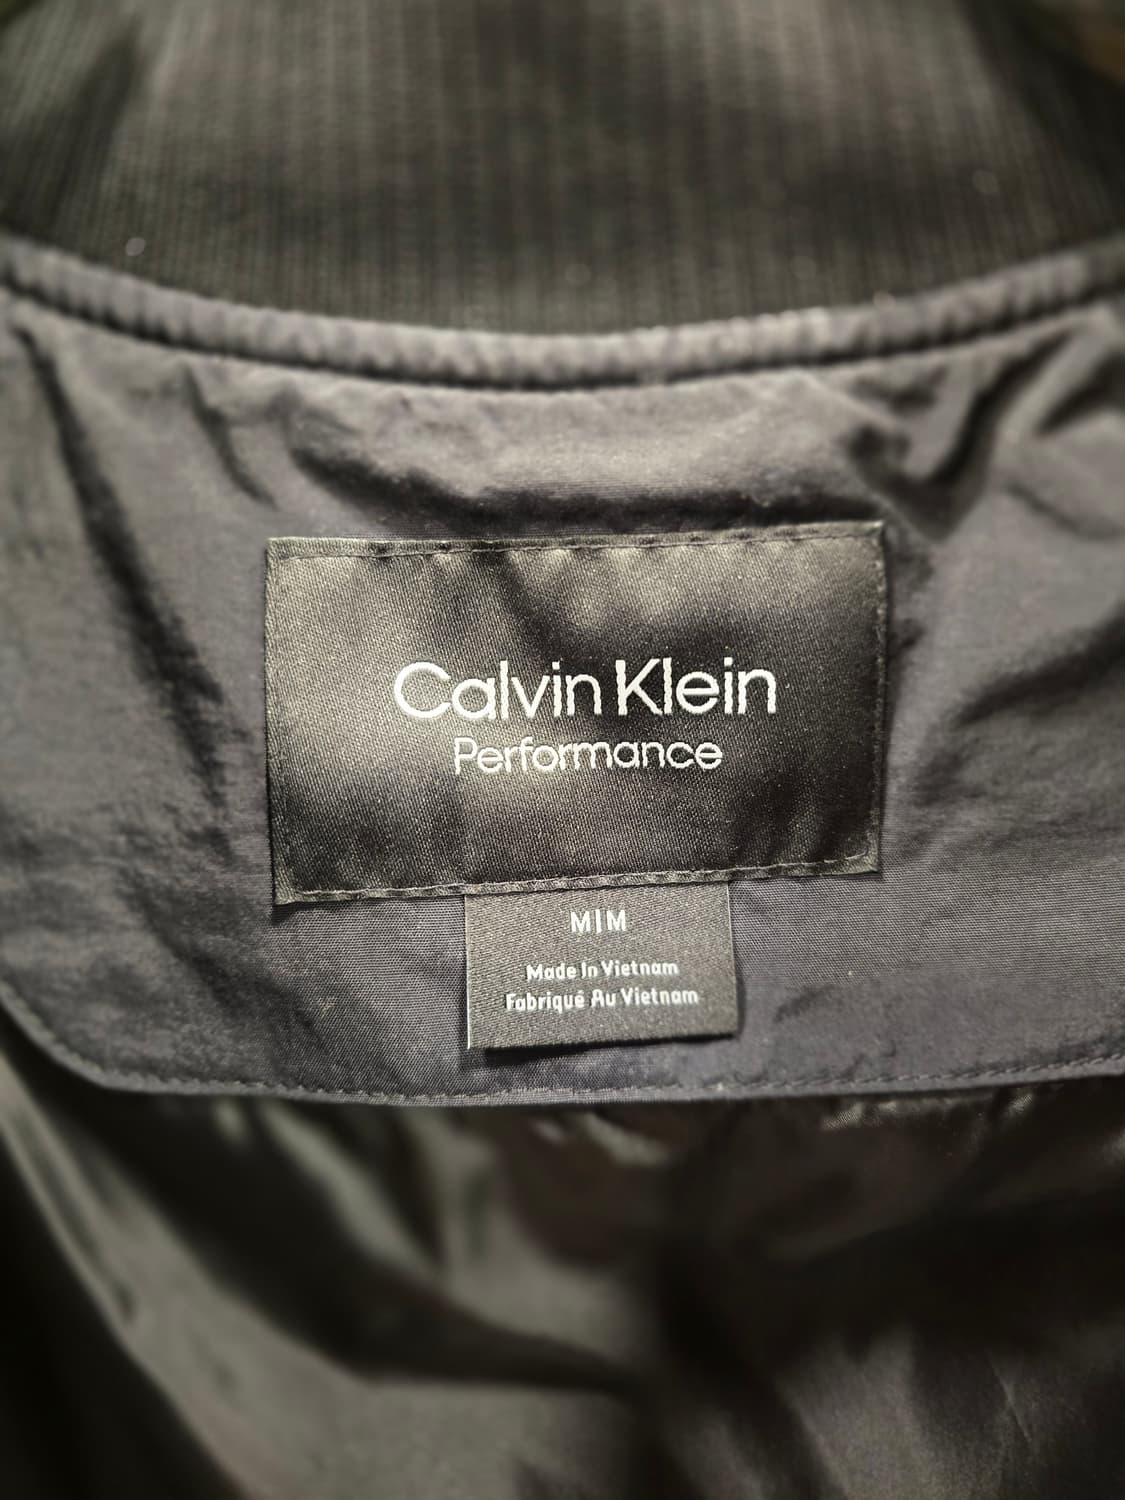 Calvin Klein
Performance
M|M
Made In Vietnam
Fabriqué Au Vietnam